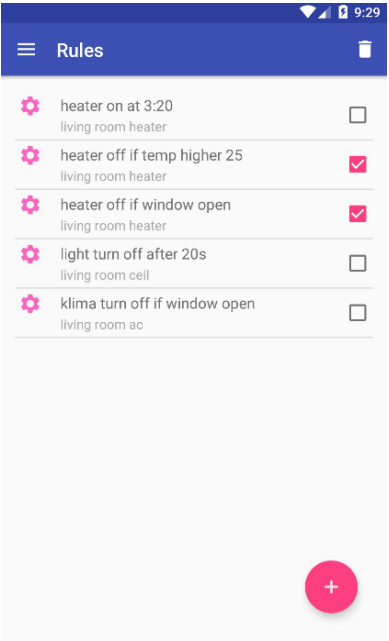 9:29
Rules
heater on at 3:20
living room heater
heater off if temp higher 25
living room heater
heater off if window open
living room heater
light turn off after 20s
living room ceil
klima turn off if window open
living room ac
+